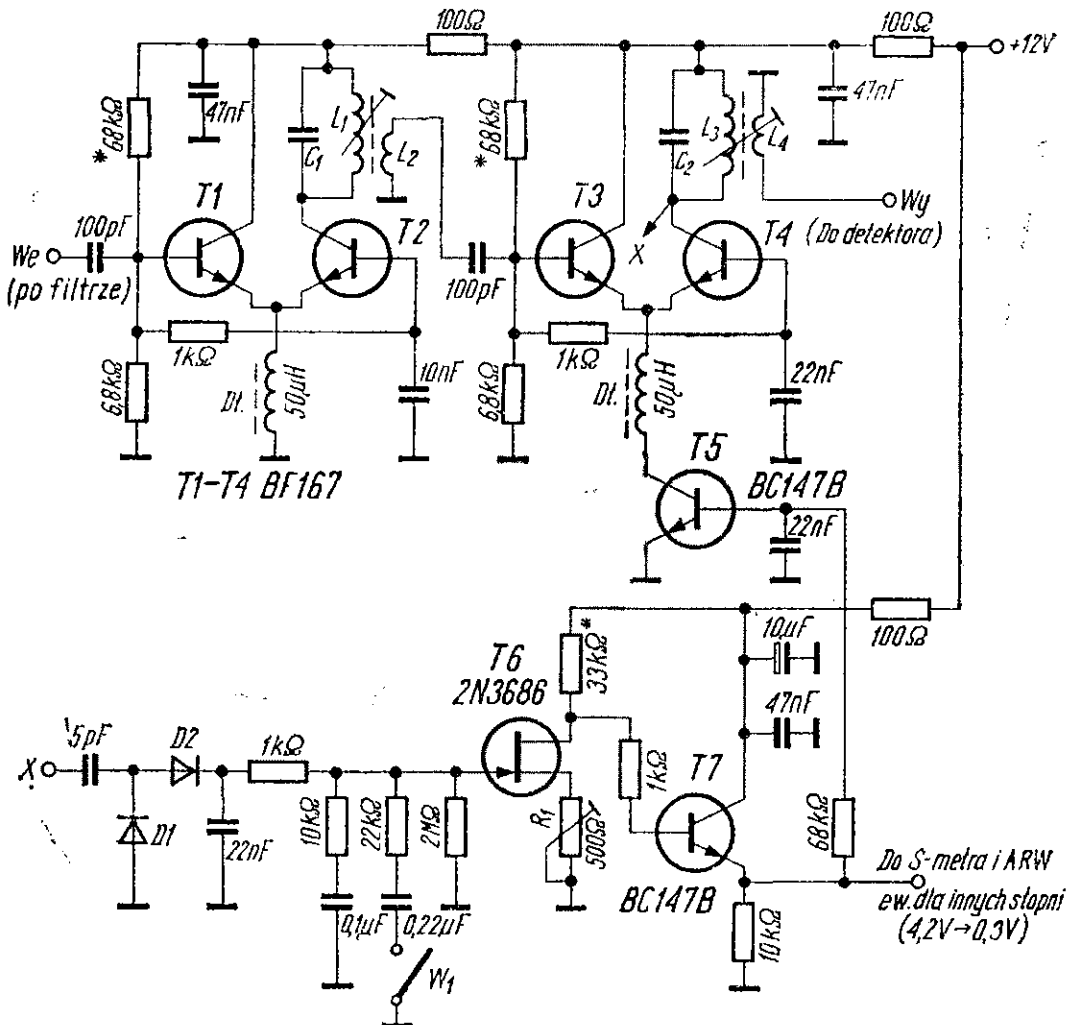 100Ω
100Ω
+12V
* 68kΩ
47nF
C1
L1
L2
* 68kΩ
C2
L3
L4
47nF
T1
T2
T3
T4
100pF
We
(po filtrze)
100pF
X
Wy
(Do detektora)
1kΩ
1kΩ
6,8kΩ
Dł.
50μH
10nF
6,8kΩ
Dł.
50μH
22nF
T1-T4 BF167
T5
BC147B
22nF
100Ω
T6
2N3686
33kΩ*
10μF
47nF
X
5pF
D2
1kΩ
1kΩ
T7
D1
22nF
10kΩ
22kΩ
2MΩ
R1
500Ω
68kΩ
BC147B
0,1μF
0,22μF
W1
10kΩ
Do S-metra i ARW
ew. dla innych stopni
(4,2V→0,3V)